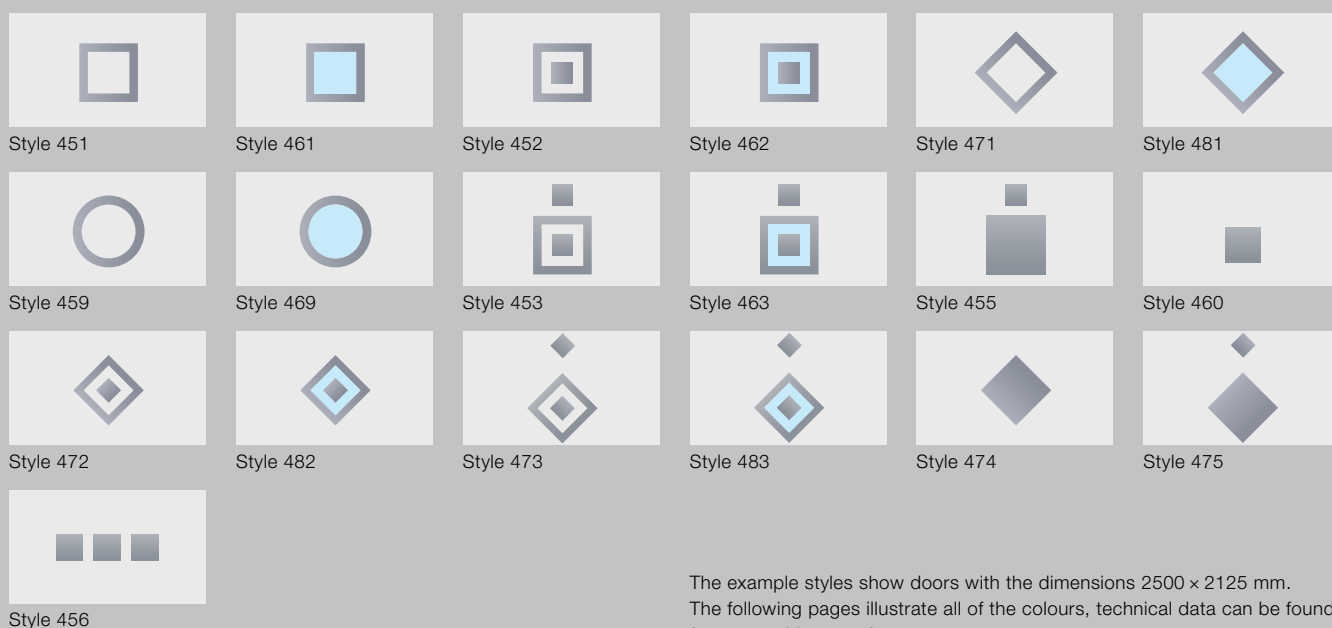 Style 451
Style 461
Style 452
Style 462
Style 471
Style 481
Style 459
Style 469
Style 453
Style 463
Style 455
Style 460
Style 472
Style 482
Style 473
Style 483
Style 474
Style 475
Style 456
The example styles show doors with the dimensions 2500 × 2125 mm.
The following pages illustrate all of the colours, technical data can be found